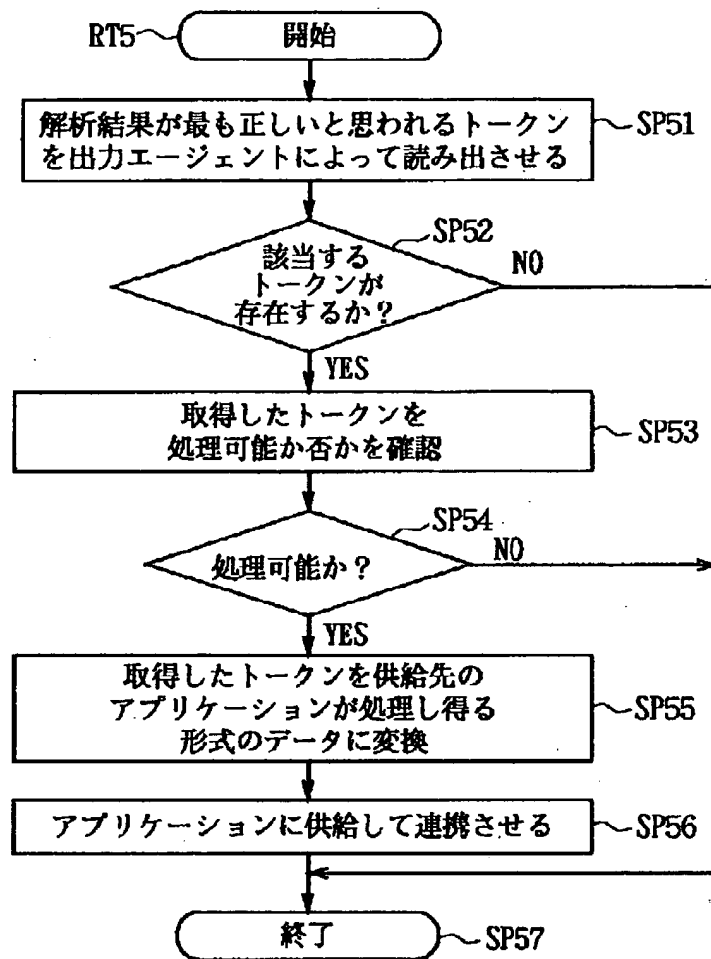 RT5
開始
解析結果が最も正しいと思われるトークン
を出力エージェントによって読み出させる
SP51
SP52
該当する
トークンが
存在するか？
NO
YES
取得したトークンを
処理可能か否かを確認
SP53
SP54
処理可能か？
NO
YES
取得したトークンを供給先の
アプリケーションが処理し得る
形式のデータに変換
SP55
アプリケーションに供給して連携させる
SP56
終了
SP57